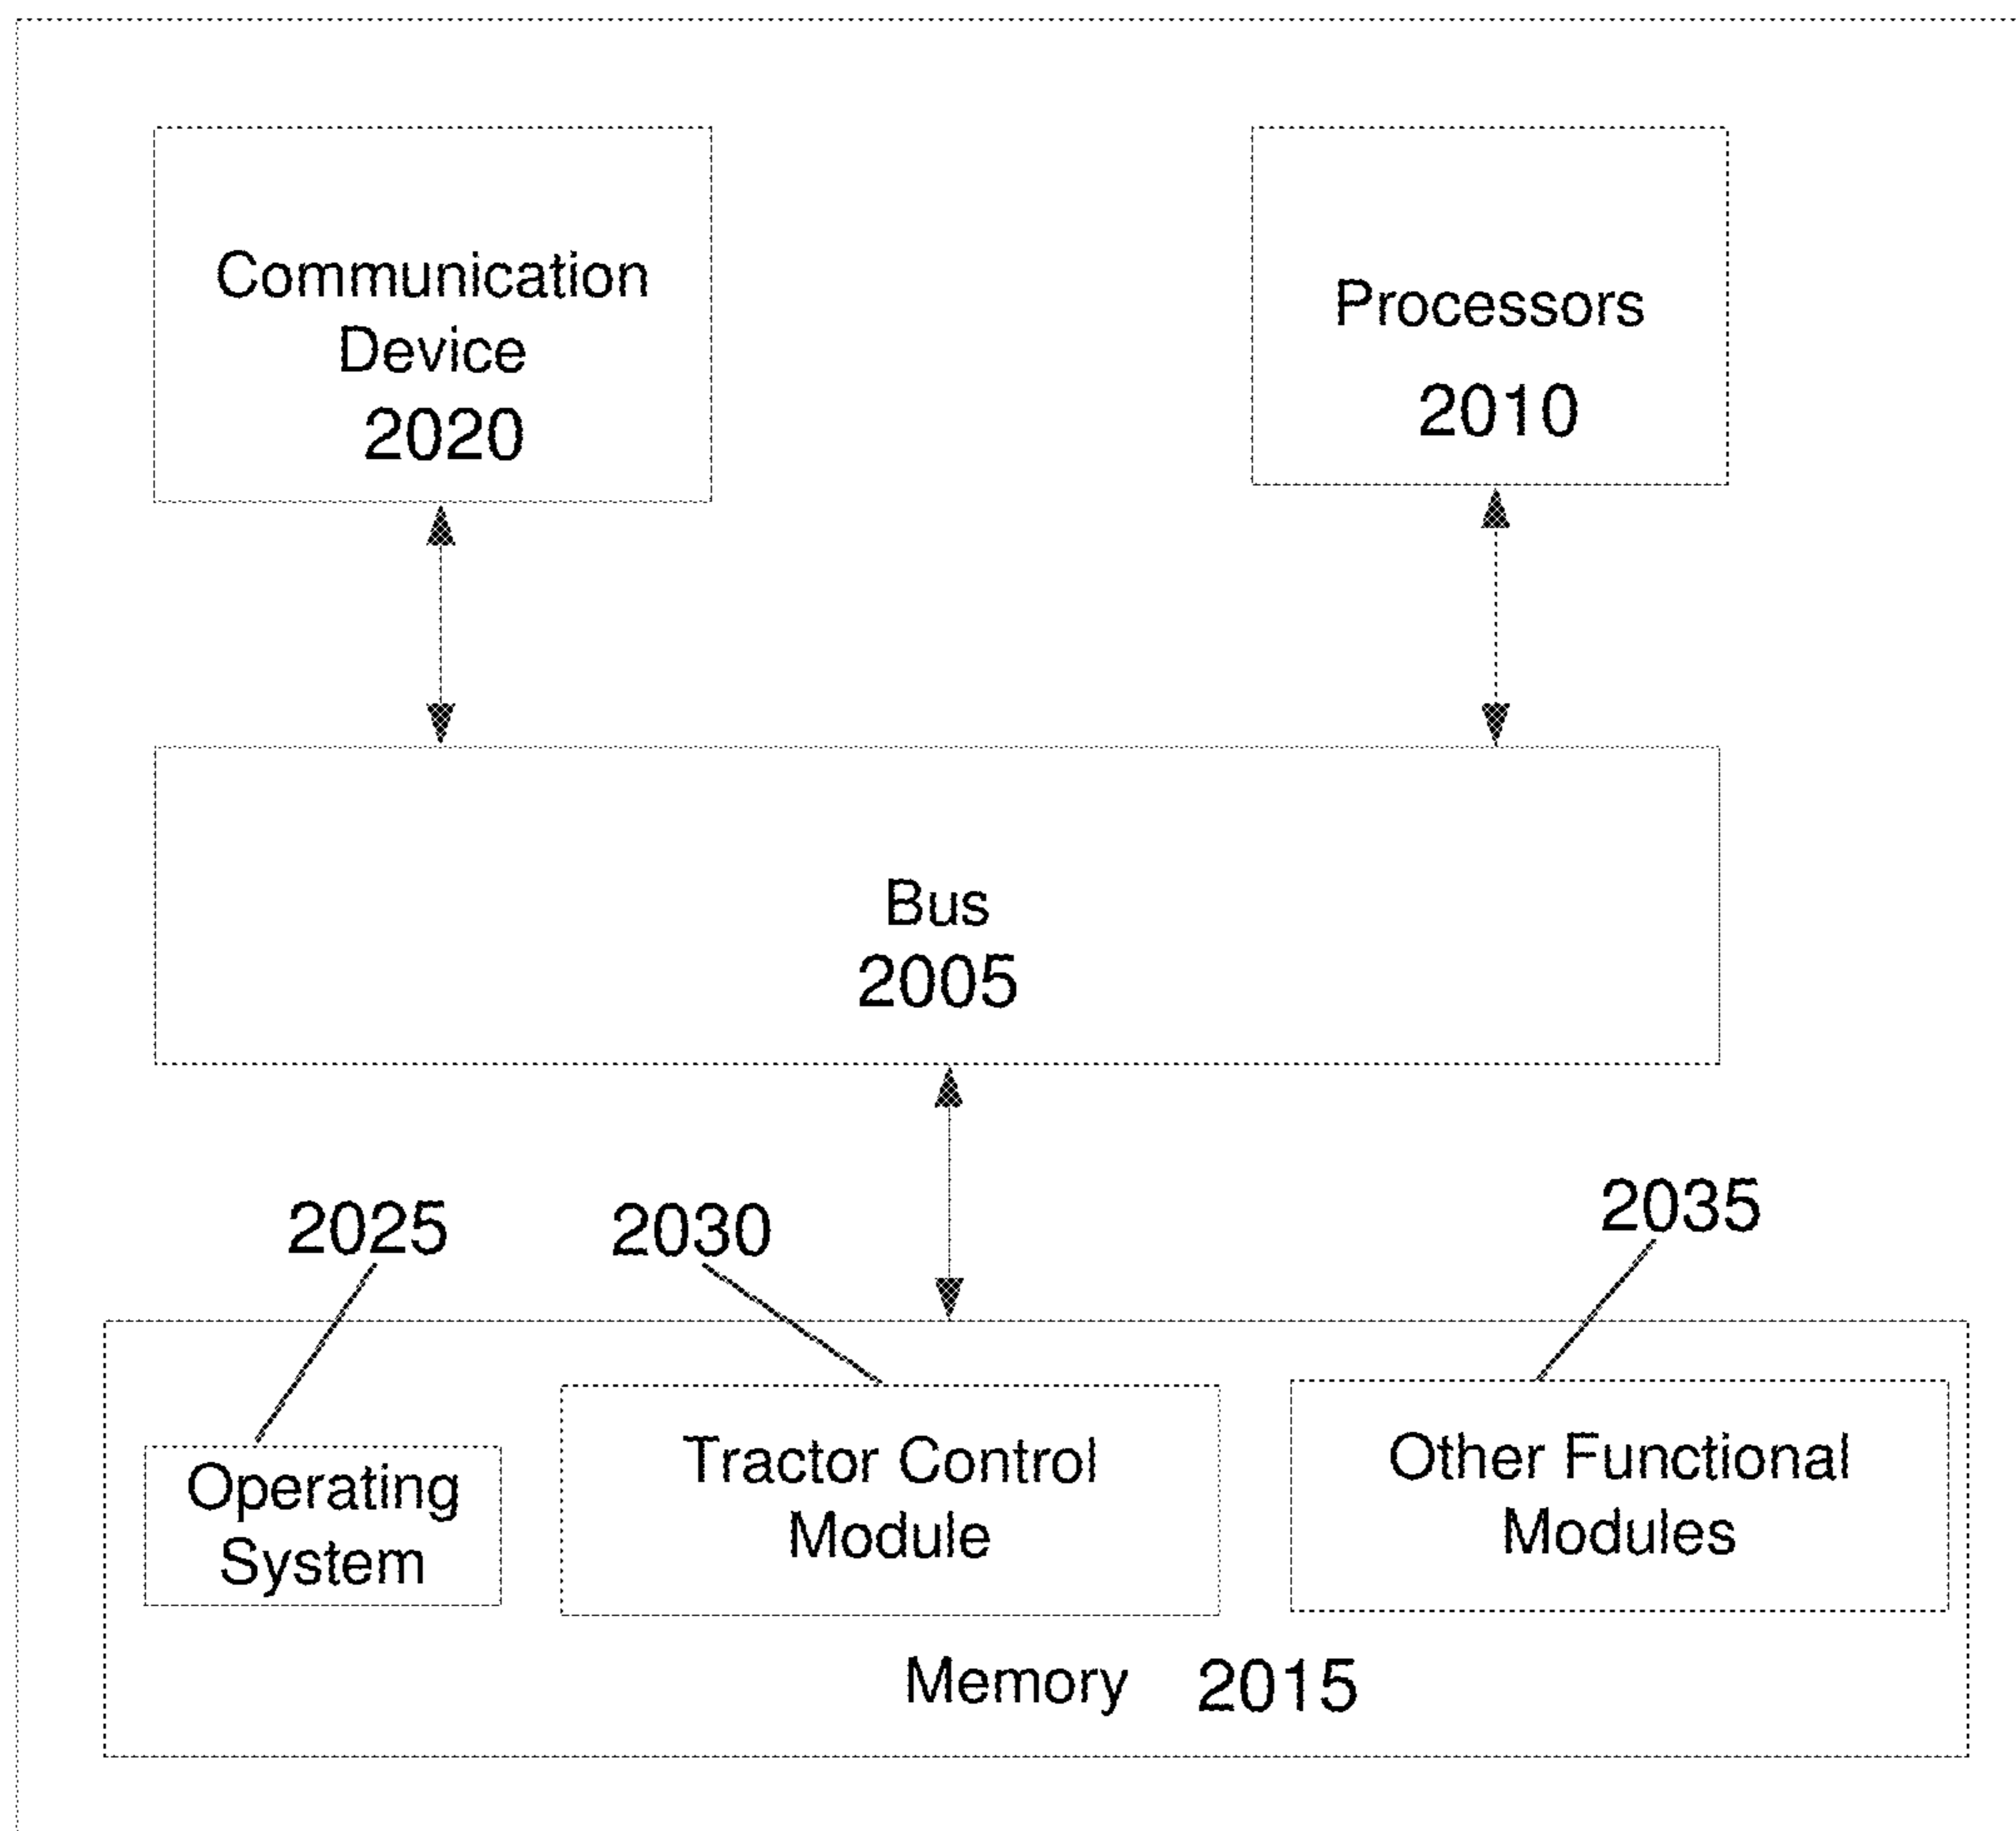 Communication
Device
2020
Processors
2010
Bus
2005
2025
2030
2035
Operating
System
Tractor Control
Module
Other Functional
Modules
Memory 2015